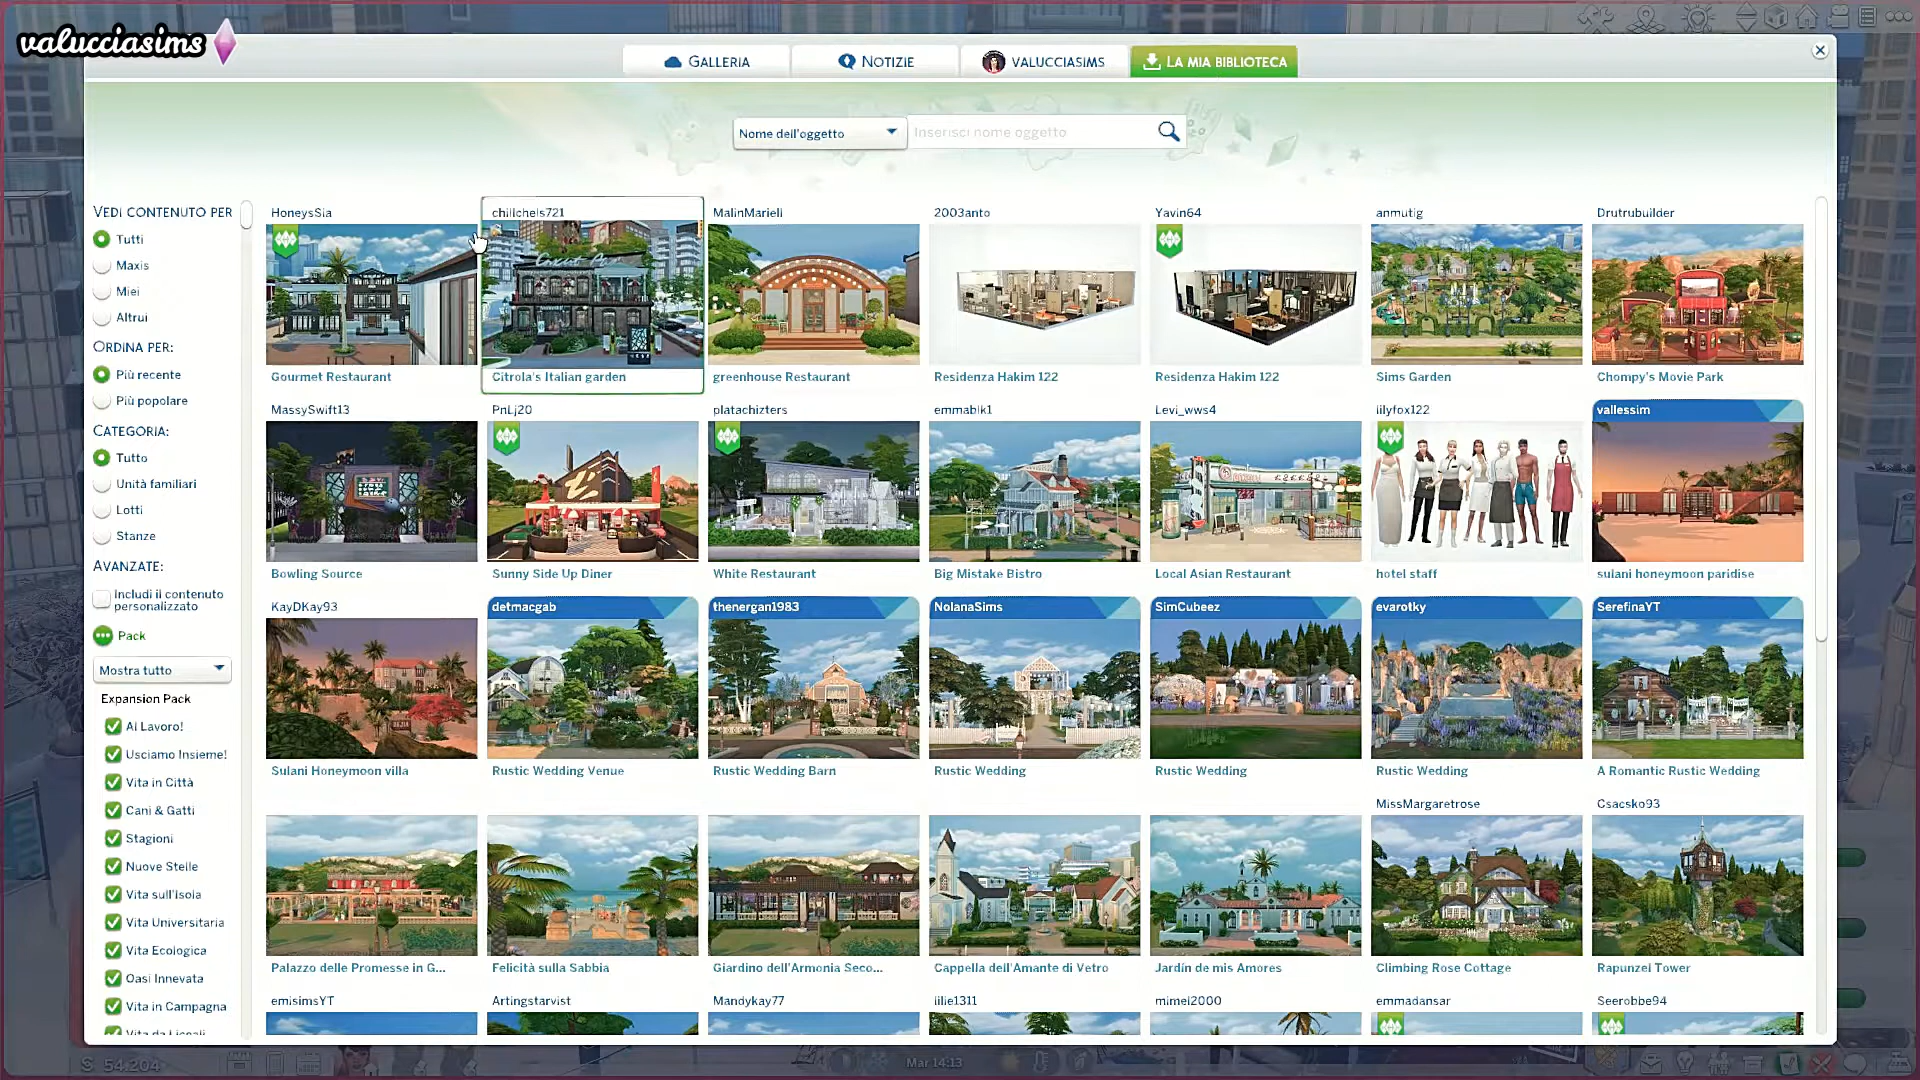 valucciasims
GALLERIA
NOTIZIE
VALUCCIASIMS
LA MIA BIBLIOTECA
Nome dell'oggetto
Inserisci nome oggetto
VEDI CONTENUTO PER
Tutti
Maxis
Miei
Altrui
ORDINA PER:
Più recente
Più popolare
CATEGORIA:
Tutto
Unità familiari
Lotti
Stanze
AVANZATE:
Includi il contenuto
personalizzato
Pack
Mostra tutto
Expansion Pack
Al Lavoro!
Usciamo Insieme!
Vita in Città
Cani & Gatti
Stagioni
Nuove Stelle
Vita sull'Isola
Vita Universitaria
Vita Ecologica
Oasi Innevata
Vita in Campagna
HoneysSia
chilichels721
MalinMarieli
2003anto
Yavin64
anmutig
Drutrubuilder
Gourmet Restaurant
Citrola's Italian garden
greenhouse Restaurant
Residenza Hakim 122
Residenza Hakim 122
Sims Garden
Chompy's Movie Park
MassySwift13
PnLj20
platachizters
emmablk1
Levi_wws4
lilyfox122
vallessim
Bowling Source
Sunny Side Up Diner
White Restaurant
Big Mistake Bistro
Local Asian Restaurant
hotel staff
sulani honeymoon paridise
KayDKay93
detmacgab
thenergan1983
NolanaSims
SimCubeez
evarotky
SerefinaYT
Sulani Honeymoon villa
Rustic Wedding Venue
Rustic Wedding Barn
Rustic Wedding
Rustic Wedding
Rustic Wedding
A Romantic Rustic Wedding
MissMargaretrose
Csacsko93
Palazzo delle Promesse in G...
Felicità sulla Sabbia
Giardino dell'Armonia Seco...
Cappella dell'Amante di Vetro
Jardín de mis Amores
Climbing Rose Cottage
Rapunzel Tower
emisimsYT
Artingstarvist
Mandykay77
lilie1311
mimei2000
emmadansar
Seerobbe94
54.204
Mar 14:13